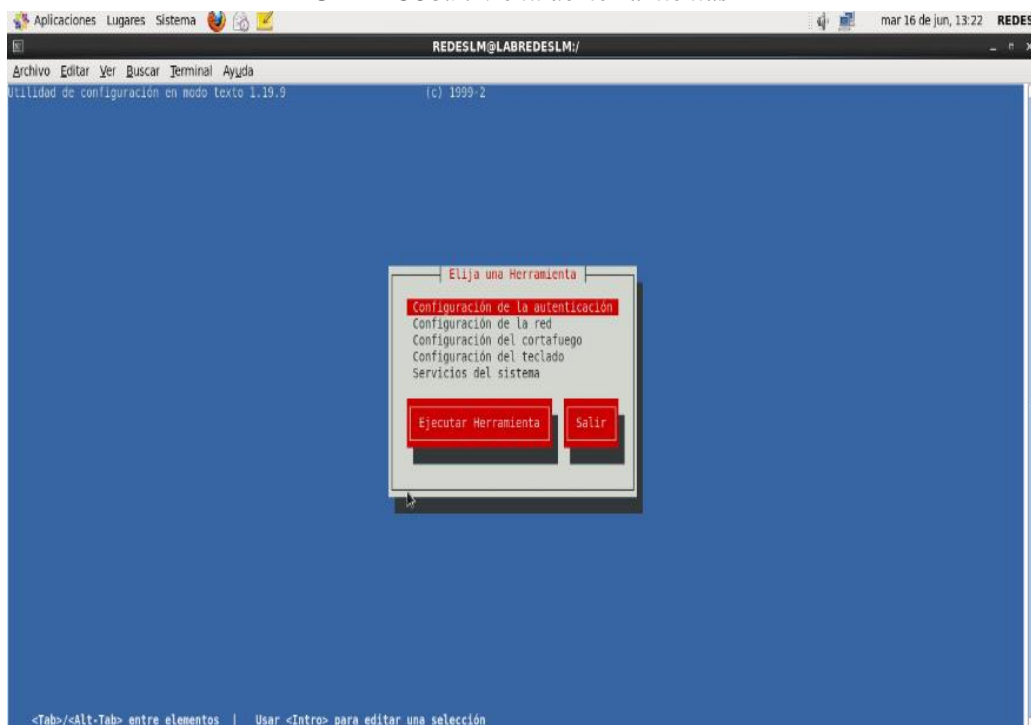 Aplicaciones Lugares Sistema mar 16 de jun, 13:22 REDES
REDESLM@LABREDESLM:/
Archivo Editar Ver Buscar Terminal Ayuda
Utilidad de configuración en modo texto 1.19.9 (c) 1999-2
Elija una Herramienta
Configuración de la autenticación
Configuración de la red
Configuración del cortafuego
Configuración del teclado
Servicios del sistema
Ejecutar Herramienta Salir
<Tab>/<Alt-Tab> entre elementos | Usar <Intro> para editar una selección